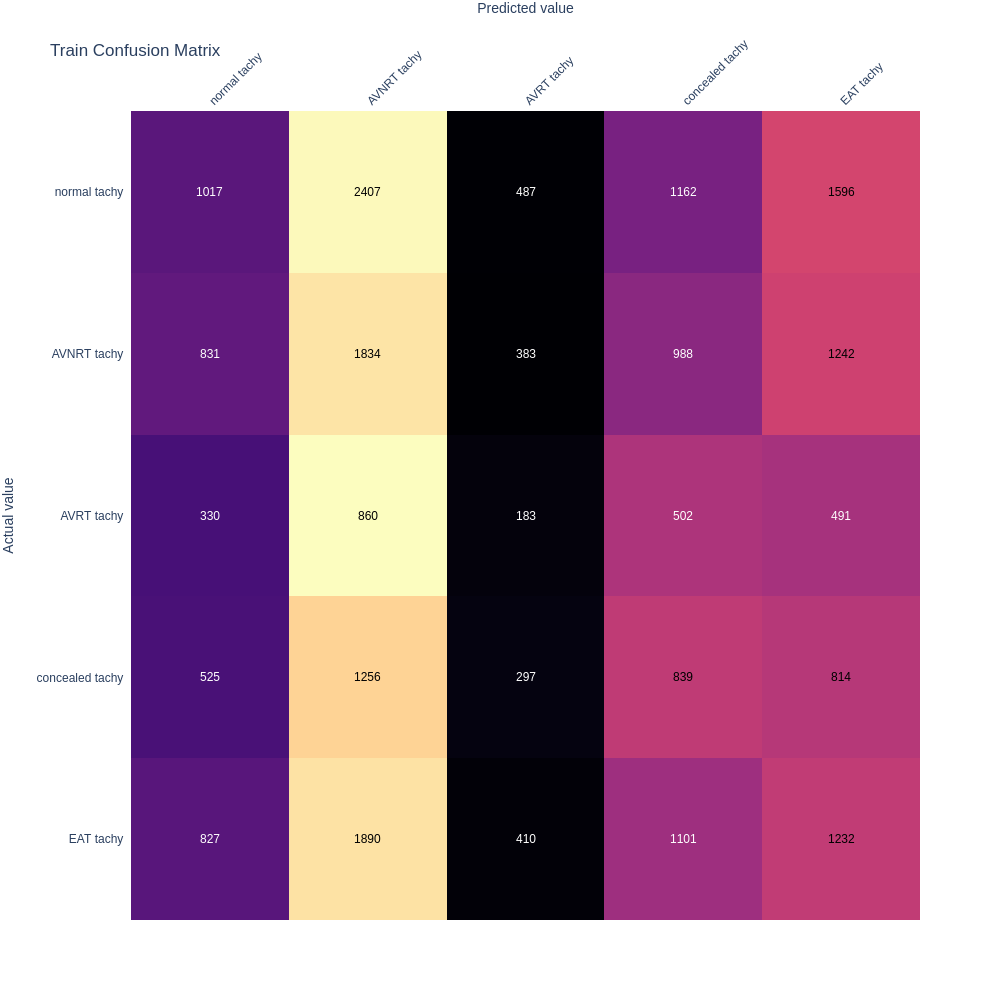 Predicted value
Train Confusion Matrix
normal tachy AVNRT tachy AVRT tachy concealed tachy EAT tachy
normal tachy 1017 2407 487 1162 1596
AVNRT tachy 831 1834 383 988 1242
Actual value
AVRT tachy 330 860 183 502 491
concealed tachy 525 1256 297 839 814
EAT tachy 827 1890 410 1101 1232